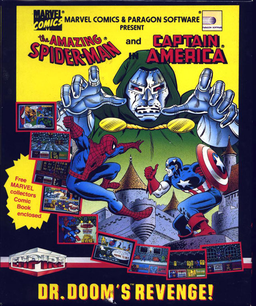 MARVEL
COMICS
MARVEL COMICS & PARAGON SOFTWARE
PRESENT
the AMAZING
SPIDER-MAN
and
CAPTAIN
IN AMERICA
Free
MARVEL
collectors
Comic
Book
enclosed
DR. DOOM'S REVENGE!